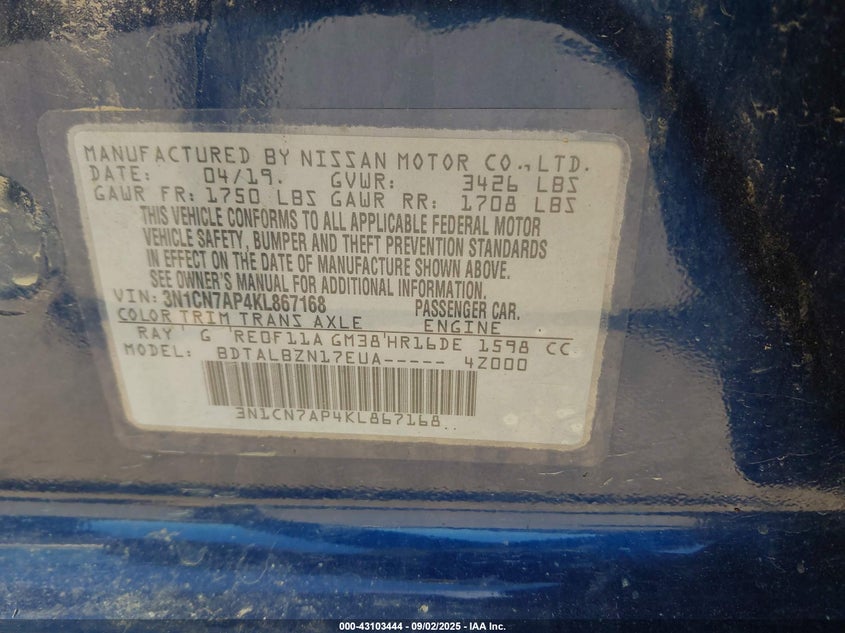 MANUFACTURED BY NISSAN MOTOR CO., LTD.
DATE: 04/19. GVWR: 3426 LBS
GAWR FR: 1750 LBS GAWR RR: 1708 LBS
THIS VEHICLE CONFORMS TO ALL APPLICABLE FEDERAL MOTOR
VEHICLE SAFETY, BUMPER AND THEFT PREVENTION STANDARDS
IN EFFECT ON THE DATE OF MANUFACTURE SHOWN ABOVE.
SEE OWNER'S MANUAL FOR ADDITIONAL INFORMATION.
VIN: 3N1CN7AP4KL867168 PASSENGER CAR.
COLOR TRIM TRANS AXLE ENGINE
RAY' G 'RE0F11A GM38'HR16DE 1598 CC
MODEL: BDTALBZN17EUA----- 4Z000
3N1CN7AP4KL867168
000-43103444 - 09/02/2025 - IAA Inc.